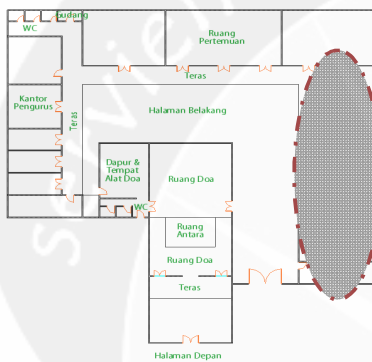 Gudang
WC
Ruang
Pertemuan
Teras
Kantor
Pengurus
Teras
Halaman Belakang
Dapur &
Tempat
Alat Doa
Ruang Doa
WC
Ruang
Antara
Ruang Doa
Teras
Halaman Depan